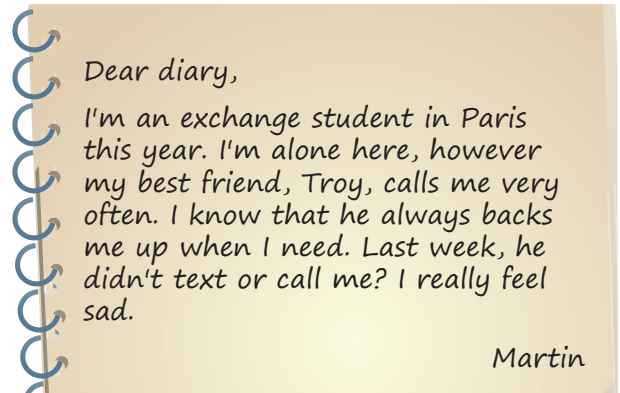 Dear diary,
I'm an exchange student in Paris
this year. I'm alone here, however
my best friend, Troy, calls me very
often. I know that he always backs
me up when I need. Last week, he
didn't text or call me? I really feel
sad.
Martin